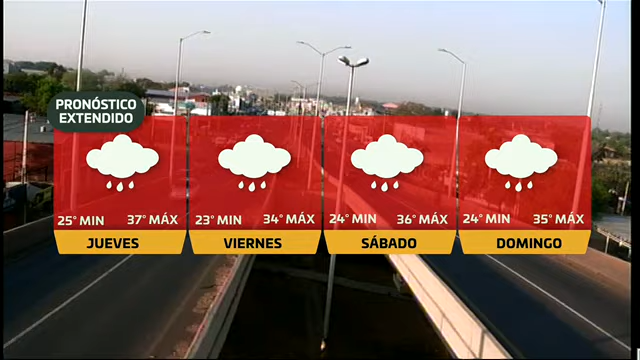 PRONÓSTICO
EXTENDIDO
25° MIN 37° MÁX
JUEVES
23° MIN 34° MÁX
VIERNES
24° MIN 36° MÁX
SÁBADO
24° MIN 35° MÁX
DOMINGO